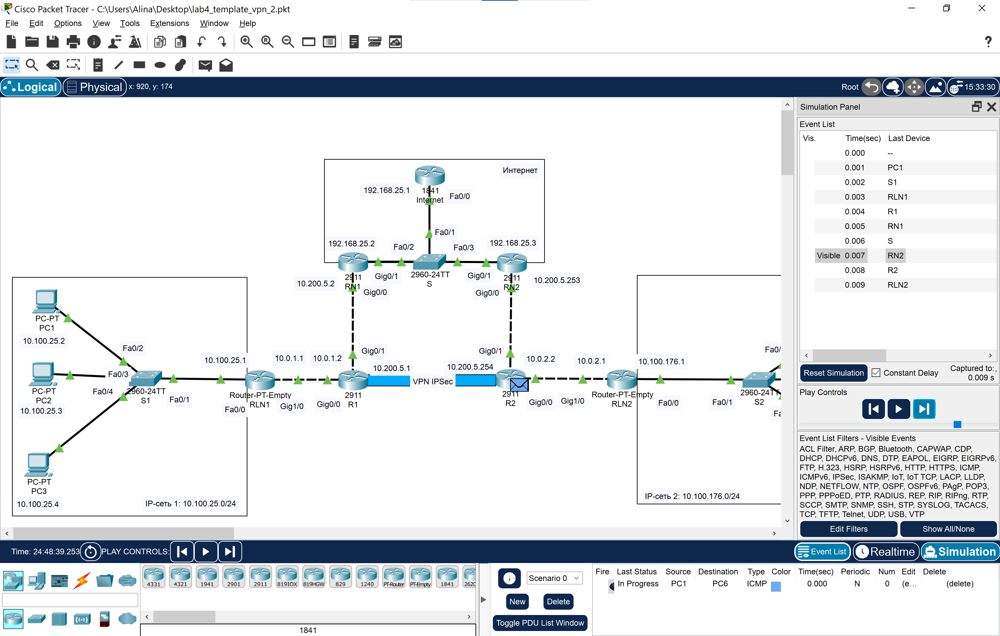 Cisco Packet Tracer - C:\Users\Alina\Desktop\lab4_template_vpn_2.pkt
File Edit Options View Tools Extensions Window Help
Logical Physical x: 920, y: 174 Root 15:33:30
Интернет
192.168.25.1
1841
Internet
Fa0/0
Fa0/1
192.168.25.2
Fa0/2
Fa0/3
192.168.25.3
2911
RN1
Gig0/1
2960-24TT
S
Gig0/1
2911
RN2
10.200.5.2
Gig0/0
Gig0/0
10.200.5.253
PC-PT
PC1
10.100.25.2
Fa0/2
PC-PT
PC2
10.100.25.3
Fa0/3
Fa0/4
2960-24TT
S1
Fa0/1
PC-PT
PC3
10.100.25.4
IP-сеть 1: 10.100.25.0/24
10.100.25.1
Fa0/0
Router-PT-Empty
RLN1
10.0.1.1
Gig1/0
10.0.1.2
Gig0/0
2911
R1
Gig0/1
10.200.5.1
VPN IPSec
10.200.5.254
Gig0/1
2911
R2
10.0.2.2
Gig0/0
10.0.2.1
Gig1/0
Router-PT-Empty
RLN2
10.100.176.1
Fa0/0
Fa0/1
2960-24TT
S2
Fa0/
Fa
IP-сеть 2: 10.100.176.0/24
Simulation Panel
Event List
Vis. Time(sec) Last Device
0.000 --
0.001 PC1
0.002 S1
0.003 RLN1
0.004 R1
0.005 RN1
0.006 S
Visible 0.007 RN2
0.008 R2
0.009 RLN2
Reset Simulation Constant Delay Captured to:*
0.009 s
Play Controls
Event List Filters - Visible Events
ACL Filter, ARP, BGP, Bluetooth, CAPWAP, CDP,
DHCP, DHCPv6, DNS, DTP, EAPOL, EIGRP, EIGRPv6,
FTP, H.323, HSRP, HSRPv6, HTTP, HTTPS, ICMP,
ICMPv6, IPSec, ISAKMP, IoT, IoT TCP, LACP, LLDP,
NDP, NETFLOW, NTP, OSPF, OSPFv6, PAgP, POP3,
PPP, PPPoED, PTP, RADIUS, REP, RIP, RIPng, RTP,
SCCP, SMTP, SNMP, SSH, STP, SYSLOG, TACACS,
TCP, TFTP, Telnet, UDP, USB, VTP
Edit Filters Show All/None
Time: 24:48:39.253 PLAY CONTROLS: Event List Realtime Simulation
4331 4321 1941 2901 2911 819IOX 819HGW 829 1240 PT-Router PT-Empty 1841 2620
1841
Scenario 0
New Delete
Toggle PDU List Window
Fire Last Status Source Destination Type Color Time(sec) Periodic Num Edit Delete
In Progress PC1 PC6 ICMP 0.000 N 0 (e... (delete)